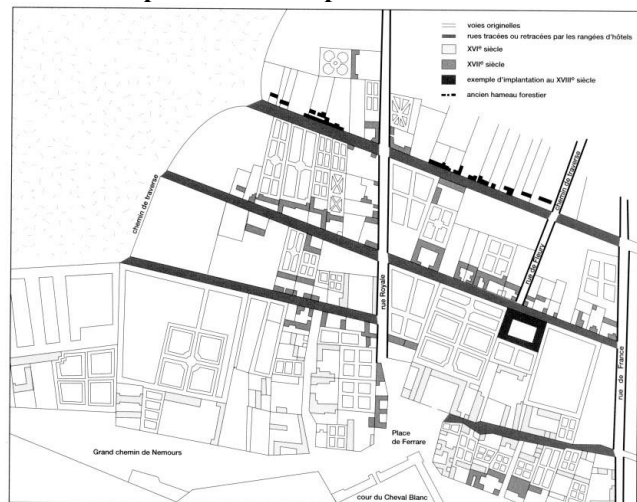 voies originelles
rues tracées ou retracées par les rangées d'hôtels
XVIe siècle
XVIIe siècle
exemple d'implantation au XVIIIe siècle
ancien hameau forestier
chemin de traverse
chemin de traverse
rue de Fleury
rue Royale
rue de France
Place
de Ferrare
Grand chemin de Nemours
cour du Cheval Blanc